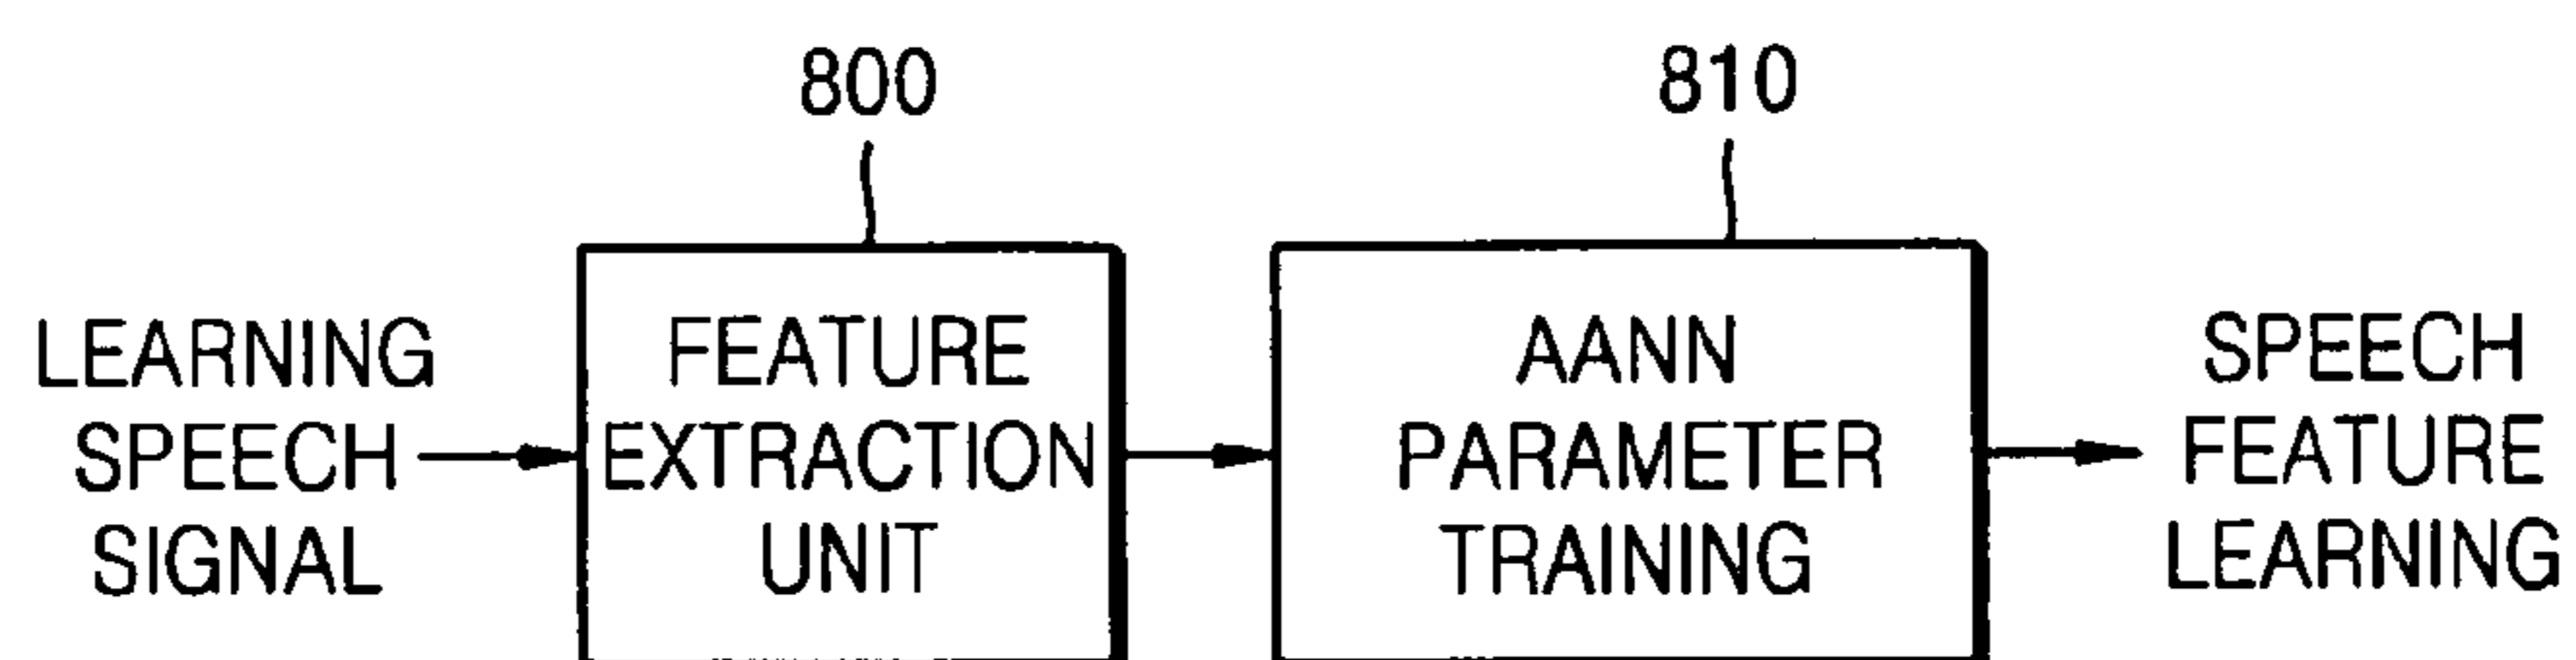 800
810
LEARNING
SPEECH
SIGNAL
FEATURE
EXTRACTION
UNIT
AANN
PARAMETER
TRAINING
SPEECH
FEATURE
LEARNING